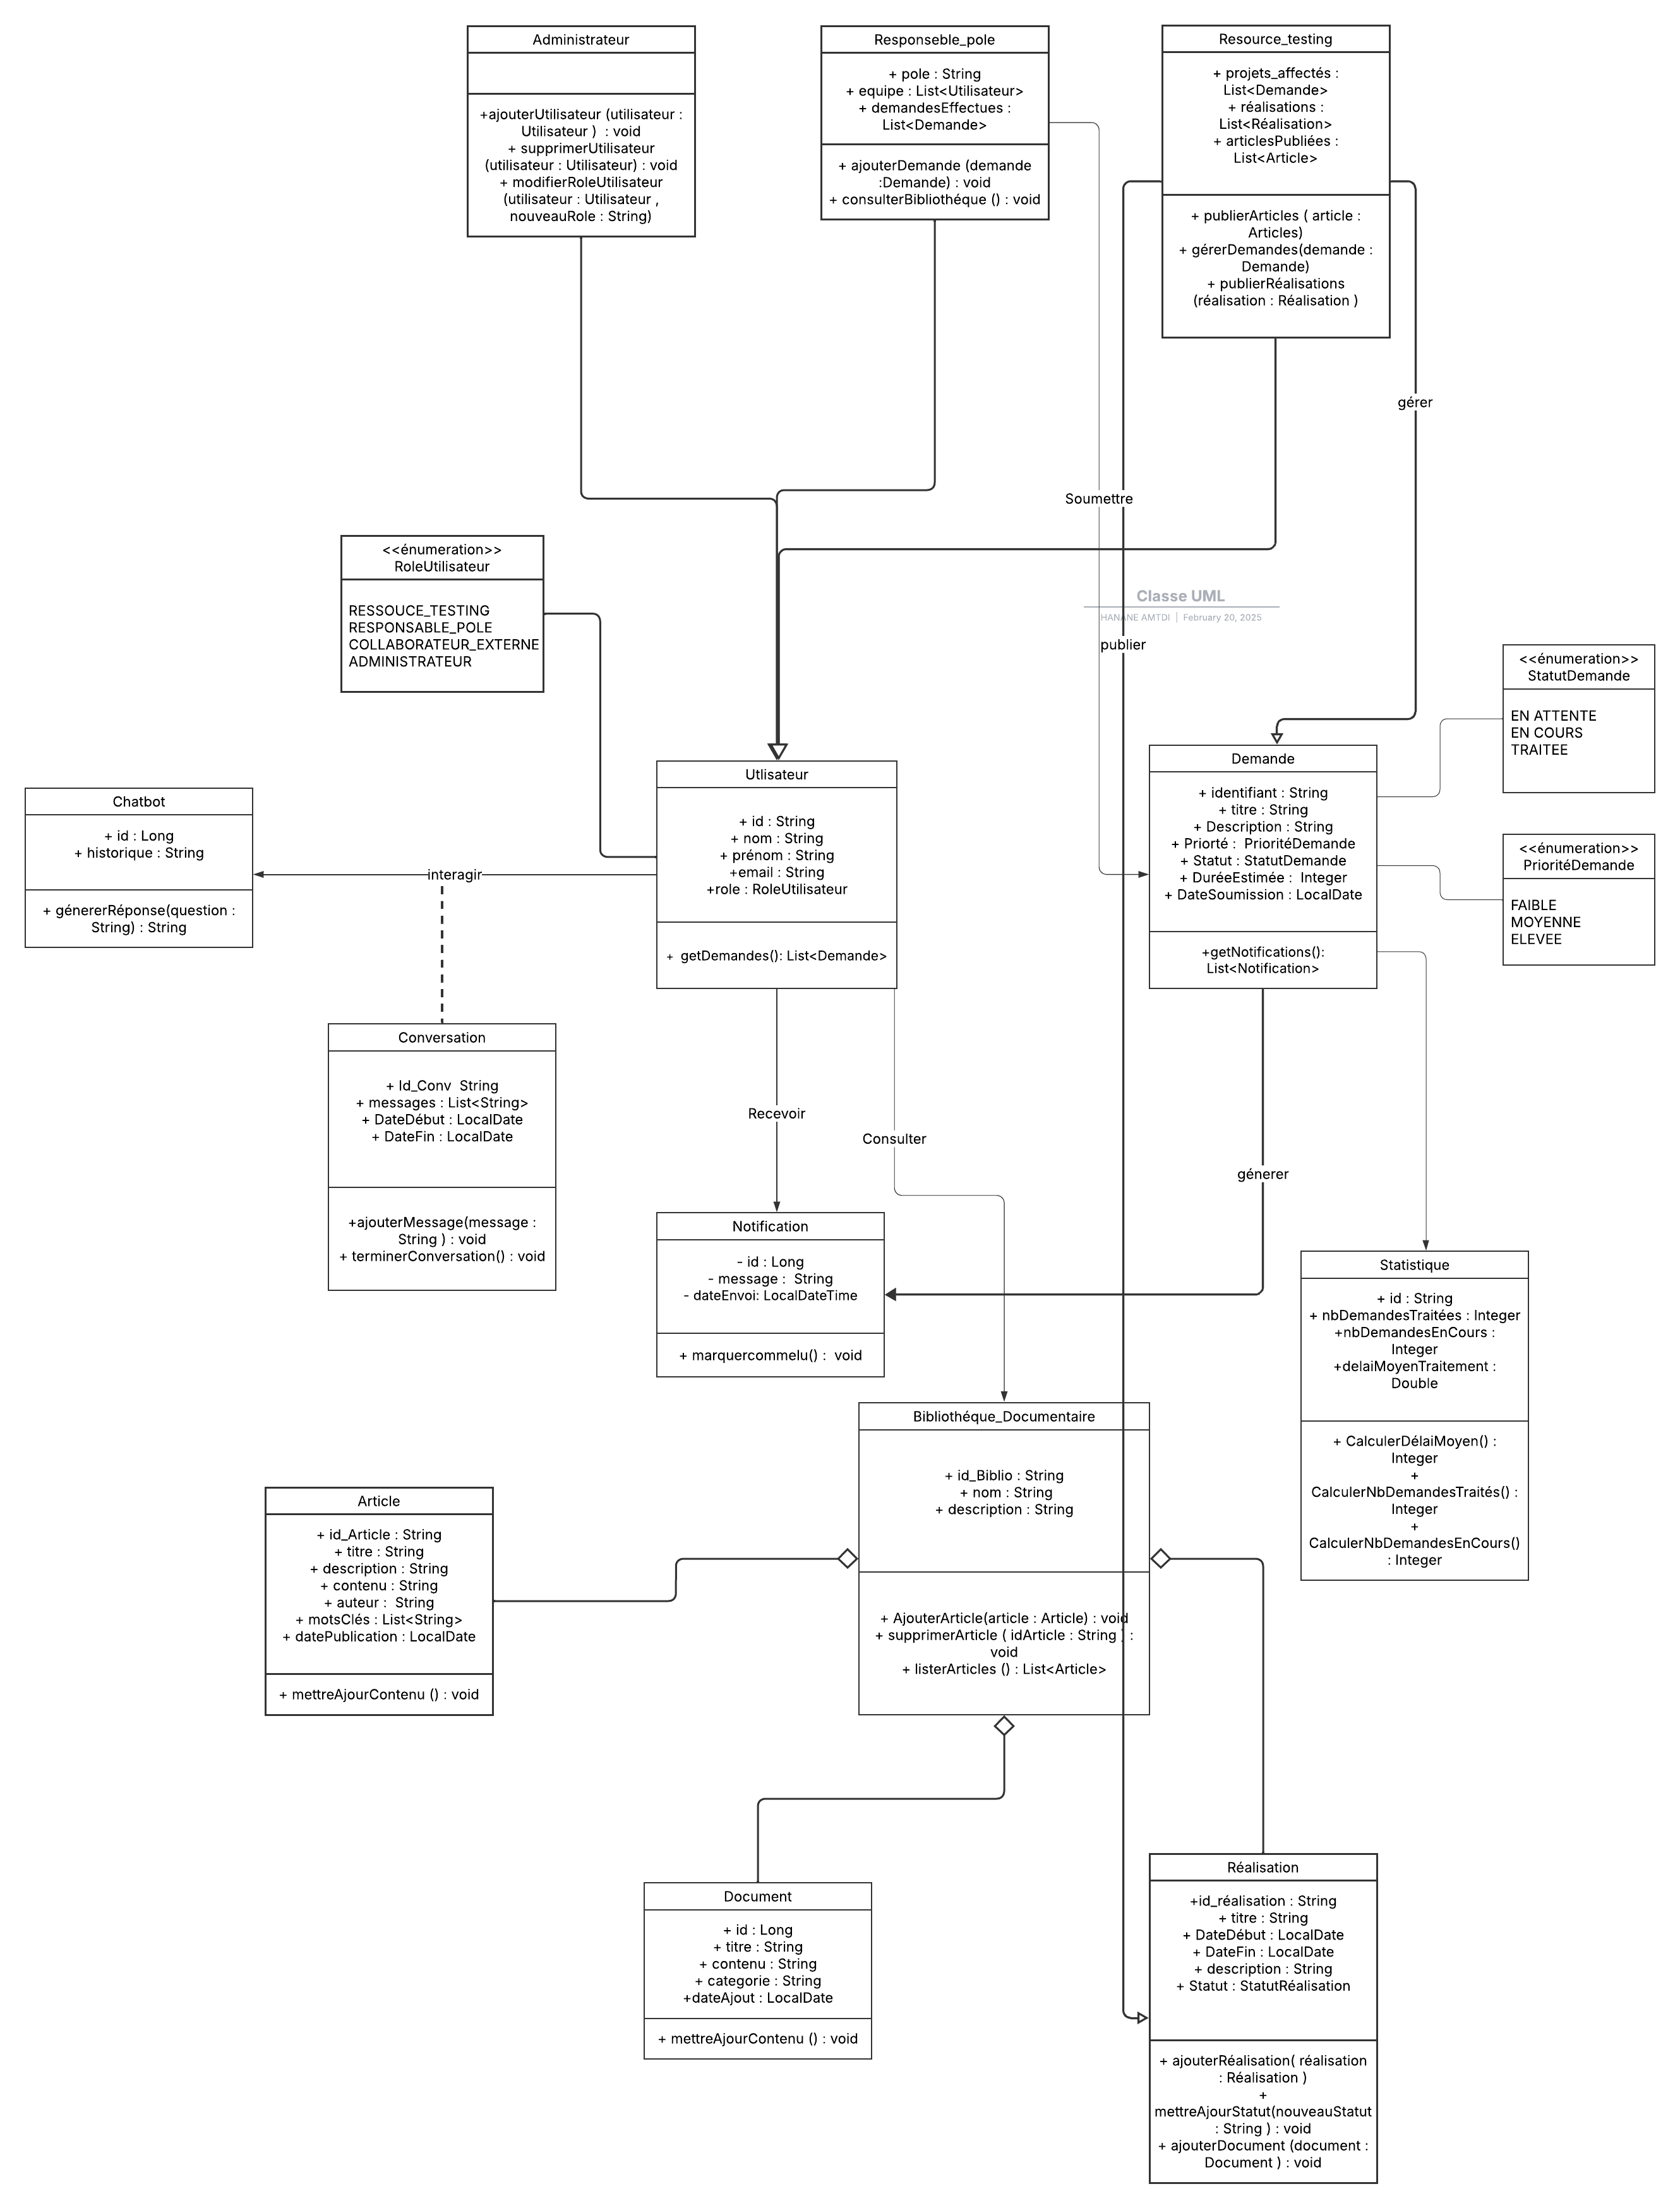 Administrateur
+ajouterUtilisateur (utilisateur :
Utilisateur )  : void
+ supprimerUtilisateur
(utilisateur : Utilisateur) : void
+ modifierRoleUtilisateur
(utilisateur : Utilisateur ,
nouveauRole : String)
Responseble_pole
+ pole : String
+ equipe : List<Utilisateur>
+ demandesEffectues :
List<Demande>
+ ajouterDemande (demande
:Demande) : void
+ consulterBibliothéque () : void
Resource_testing
+ projets_affectés :
List<Demande>
+ réalisations :
List<Réalisation>
+ articlesPubliées :
List<Article>
+ publierArticles ( article :
Articles)
+ gérerDemandes(demande :
Demande)
+ publierRéalisations
(réalisation : Réalisation )
gérer
Soumettre
<<énumeration>>
RoleUtilisateur
RESSOUCE_TESTING
RESPONSABLE_POLE
COLLABORATEUR_EXTERNE
ADMINISTRATEUR
Classe UML
HANANE AMTDI | February 20, 2025
publier
<<énumeration>>
StatutDemande
EN ATTENTE
EN COURS
TRAITEE
Chatbot
+ id : Long
+ historique : String
+ génererRéponse(question :
String) : String
interagir
Utlisateur
+ id : String
+ nom : String
+ prénom : String
+email : String
+role : RoleUtilisateur
+ getDemandes(): List<Demande>
Demande
+ identifiant : String
+ titre : String
+ Description : String
+ Priorté :  PrioritéDemande
+ Statut : StatutDemande
+ DuréeEstimée :  Integer
+ DateSoumission : LocalDate
+getNotifications():
List<Notification>
<<énumeration>>
PrioritéDemande
FAIBLE
MOYENNE
ELEVEE
Conversation
+ Id_Conv  String
+ messages : List<String>
+ DateDébut : LocalDate
+ DateFin : LocalDate
+ajouterMessage(message :
String ) : void
+ terminerConversation() : void
Recevoir
Consulter
génerer
Notification
- id : Long
- message :  String
- dateEnvoi: LocalDateTime
+ marquercommelu() :  void
Statistique
+ id : String
+ nbDemandesTraitées : Integer
+nbDemandesEnCours :
Integer
+delaiMoyenTraitement :
Double
+ CalculerDélaiMoyen() :
Integer
+
CalculerNbDemandesTraités() :
Integer
+
CalculerNbDemandesEnCours()
: Integer
Bibliothéque_Documentaire
+ id_Biblio : String
+ nom : String
+ description : String
+ AjouterArticle(article : Article) : void
+ supprimerArticle ( idArticle : String ) :
void
+ listerArticles () : List<Article>
Article
+ id_Article : String
+ titre : String
+ description : String
+ contenu : String
+ auteur :  String
+ motsClés : List<String>
+ datePublication : LocalDate
+ mettreAjourContenu () : void
Document
+ id : Long
+ titre : String
+ contenu : String
+ categorie : String
+dateAjout : LocalDate
+ mettreAjourContenu () : void
Réalisation
+id_réalisation : String
+ titre : String
+ DateDébut : LocalDate
+ DateFin : LocalDate
+ description : String
+ Statut : StatutRéalisation
+ ajouterRéalisation( réalisation
: Réalisation )
+
mettreAjourStatut(nouveauStatut
: String ) : void
+ ajouterDocument (document :
Document ) : void